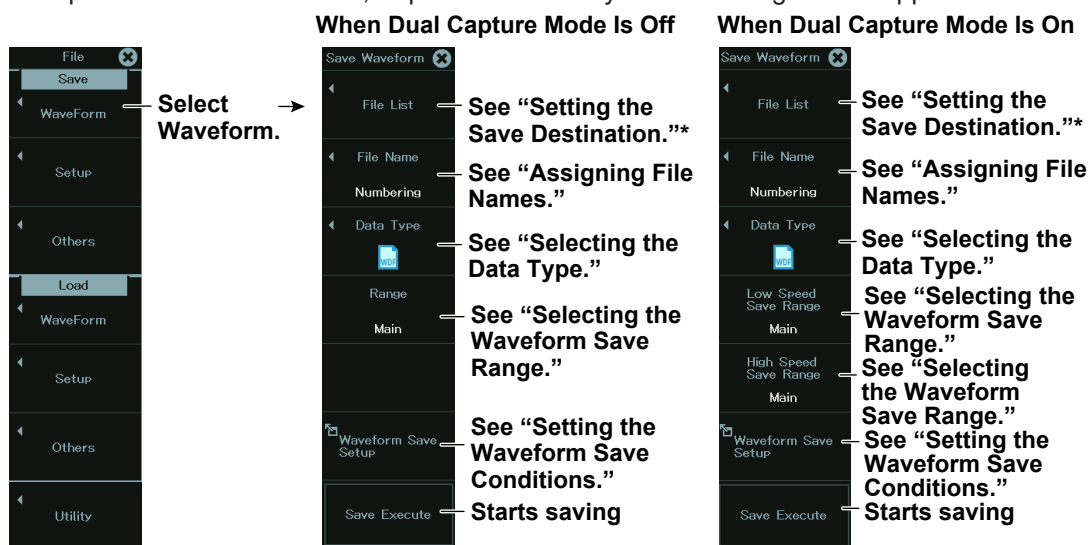 When Dual Capture Mode Is Off
When Dual Capture Mode Is On
File
Save
WaveForm
Setup
Others
Load
WaveForm
Setup
Others
Utility
Select
Waveform.
Save Waveform
File List
File Name
Numbering
Data Type
WDF
Range
Main
Waveform Save
Setup
Save Execute
See “Setting the
Save Destination.”*
See “Assigning File
Names.”
See “Selecting the
Data Type.”
See “Selecting the
Waveform Save
Range.”
See “Setting the
Waveform Save
Conditions.”
Starts saving
Save Waveform
File List
File Name
Numbering
Data Type
WDF
Low Speed
Save Range
Main
High Speed
Save Range
Main
Waveform Save
Setup
Save Execute
See “Setting the
Save Destination.”*
See “Assigning File
Names.”
See “Selecting the
Data Type.”
See “Selecting the
Waveform Save
Range.”
See “Selecting
the Waveform
Save Range.”
See “Setting the
Waveform Save
Conditions.”
Starts saving